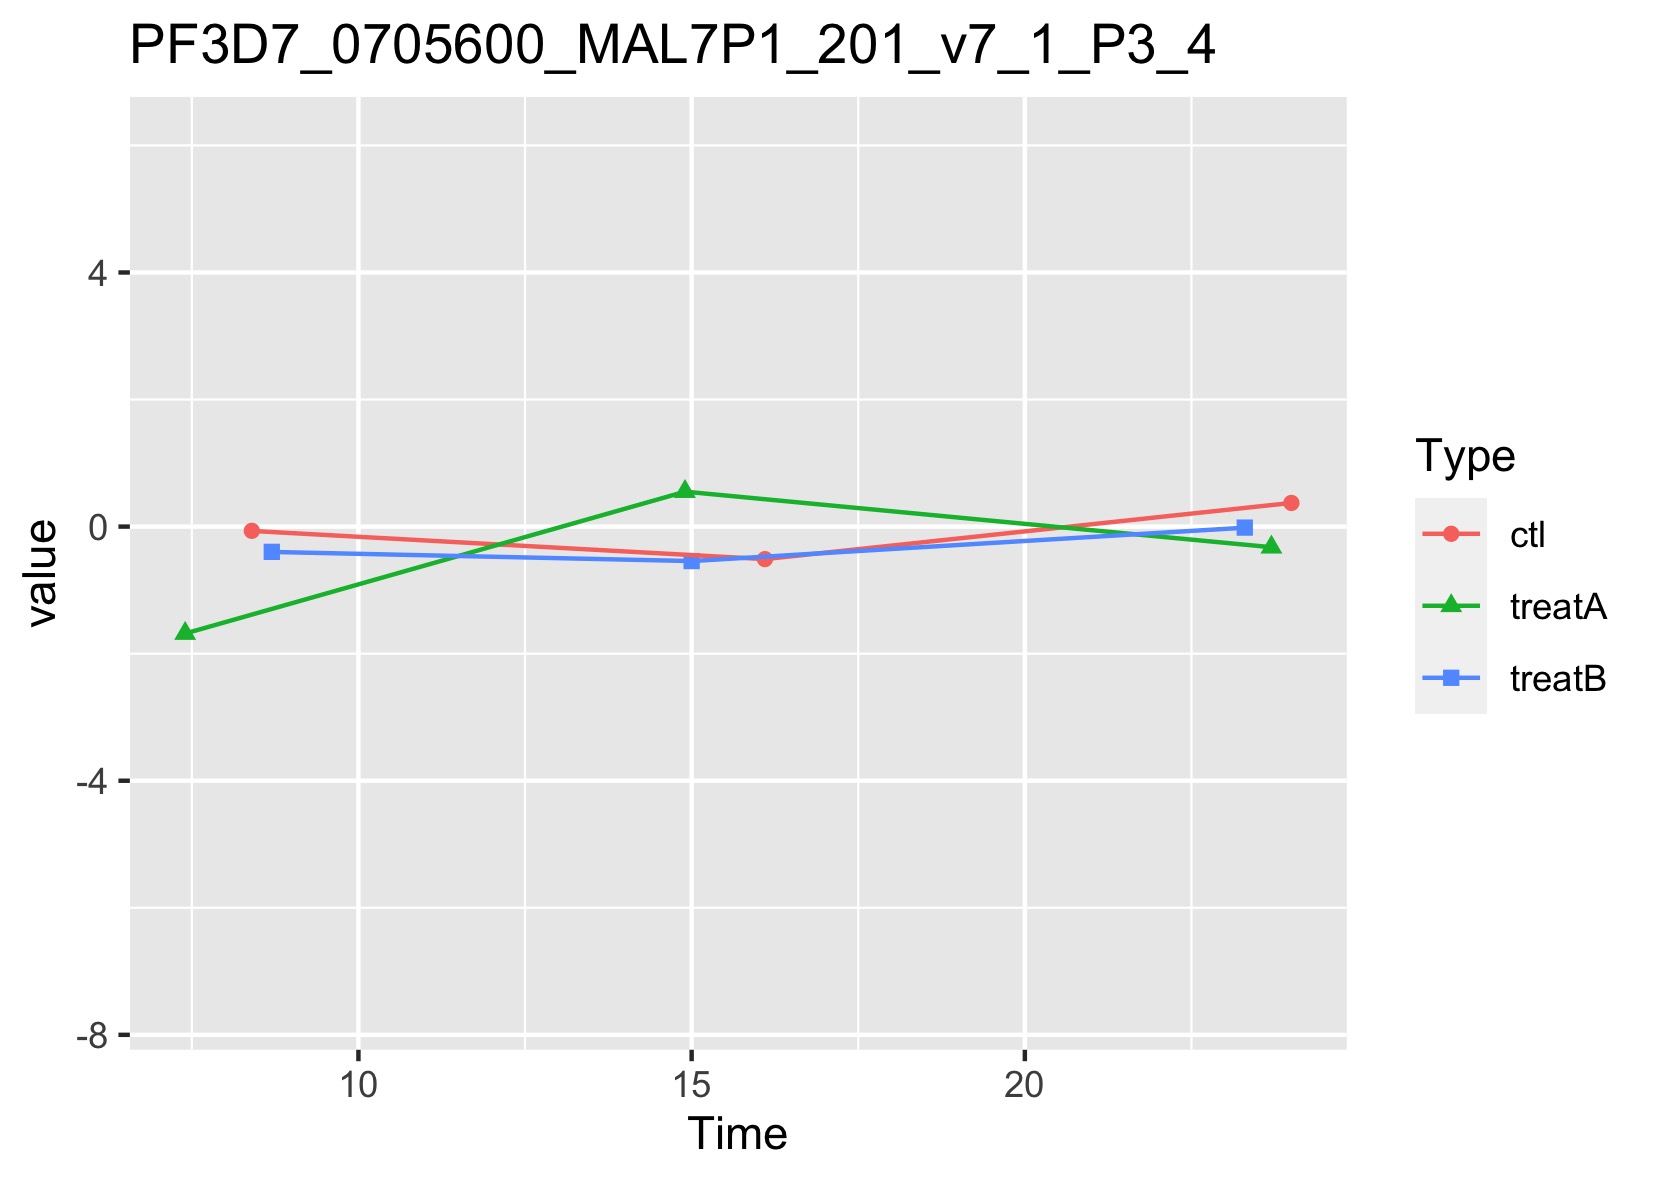 PF3D7_0705600_MAL7P1_201_v7_1_P3_4
4
0
-4
-8
value
10 15 20
Time
Type
ctl
treatA
treatB